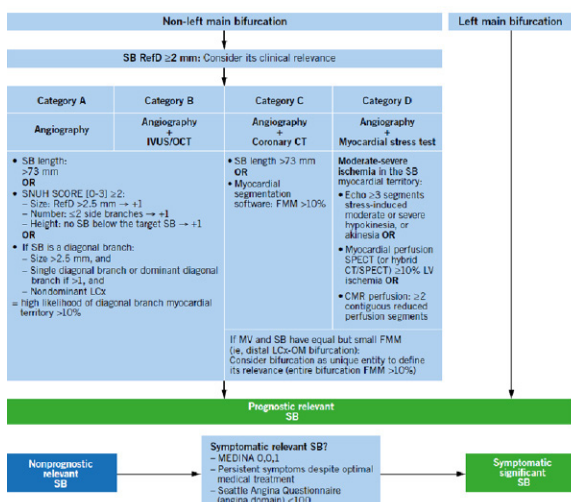 Non-left main bifurcation
Left main bifurcation
SB RefD ≥2 mm: Consider its clinical relevance
Category A
Category B
Category C
Category D
Angiography
Angiography
+
IVUS/OCT
Angiography
+
Coronary CT
Angiography
+
Myocardial stress test
• SB length:
>73 mm
OR
• SNUH SCORE [0-3] ≥2:
– Size: RefD >2.5 mm → +1
– Number: ≤2 side branches → +1
– Height: no SB below the target SB → +1
OR
• If SB is a diagonal branch:
– Size >2.5 mm, and
– Single diagonal branch or dominant diagonal
branch if >1, and
– Nondominant LCx
= high likelihood of diagonal branch myocardial
territory >10%
• SB length >73 mm
OR
• Myocardial
segmentation
software: FMM >10%
Moderate-severe
ischemia in the SB
myocardial territory:
• Echo ≥3 segments
stress-induced
moderate or severe
hypokinesia, or
akinesia OR
• Myocardial perfusion
SPECT (or hybrid
CT/SPECT) ≥10% LV
ischemia OR
• CMR perfusion: ≥2
contiguous reduced
perfusion segments
If MV and SB have equal but small FMM
(ie, distal LCx-OM bifurcation):
Consider bifurcation as unique entity to define
its relevance (entire bifurcation FMM >10%)
Prognostic relevant
SB
Nonprognostic
relevant
SB
Symptomatic relevant SB?
– MEDINA 0,0,1
– Persistent symptoms despite optimal
medical treatment
– Seattle Angina Questionnaire
(angina domain) <100
Symptomatic
significant
SB